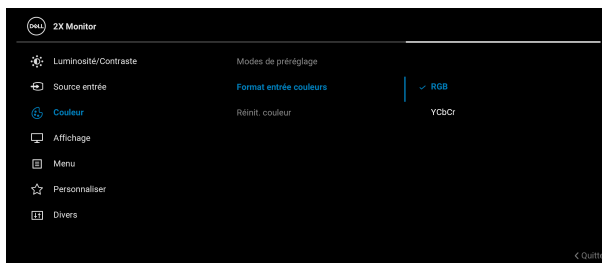 DELL 2X Monitor
Luminosité/Contraste Modes de préréglage
Source entrée Format entrée couleurs RGB
Couleur Réinit. couleur YCbCr
Affichage
Menu
Personnaliser
Divers
Quitte